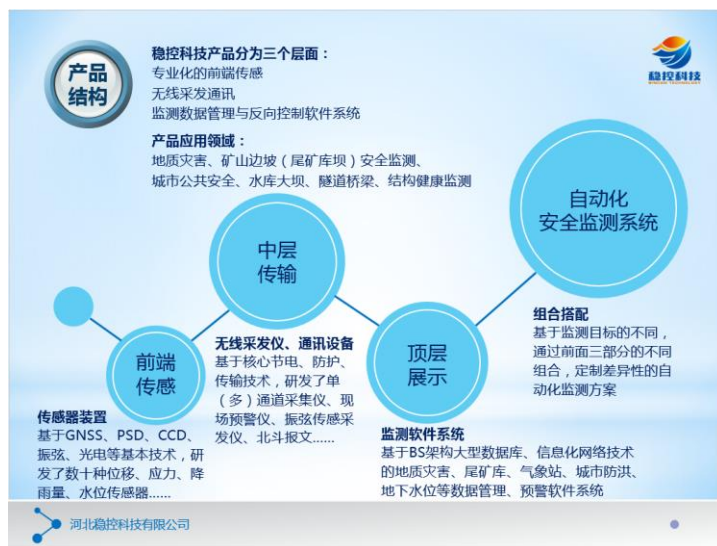 产品
结构
稳控科技产品分为三个层面：
专业化的前端传感
无线采发通讯
监测数据管理与反向控制软件系统
产品应用领域：
地质灾害、矿山边坡（尾矿库坝）安全监测、
城市公共安全、水库大坝、隧道桥梁、结构健康监测
稳控科技
自动化
安全监测系统
中层
传输
前端
传感
顶层
展示
无线采发仪、通讯设备
基于核心节电、防护、
传输技术，研发了单
（多）通道采集仪、现
场预警仪、振弦传感采
发仪、北斗报文……
组合搭配
基于监测目标的不同，
通过前面三部分的不同
组合，定制差异性的自
动化监测方案
传感器装置
基于GNSS、PSD、CCD、
振弦、光电等基本技术，研
发了数十种位移、应力、降
雨量、水位传感器……
监测软件系统
基于BS架构大型数据库、信息化网络技术
的地质灾害、尾矿库、气象站、城市防洪、
地下水位等数据管理、预警软件系统
河北稳控科技有限公司